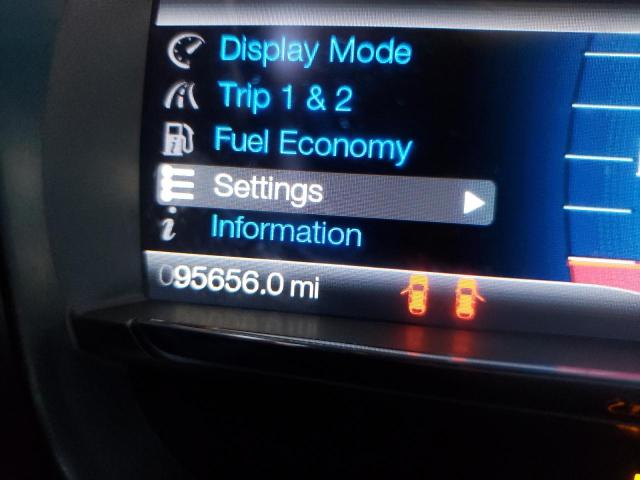 Display Mode
Trip 1 & 2
Fuel Economy
Settings
Information
095656.0 mi